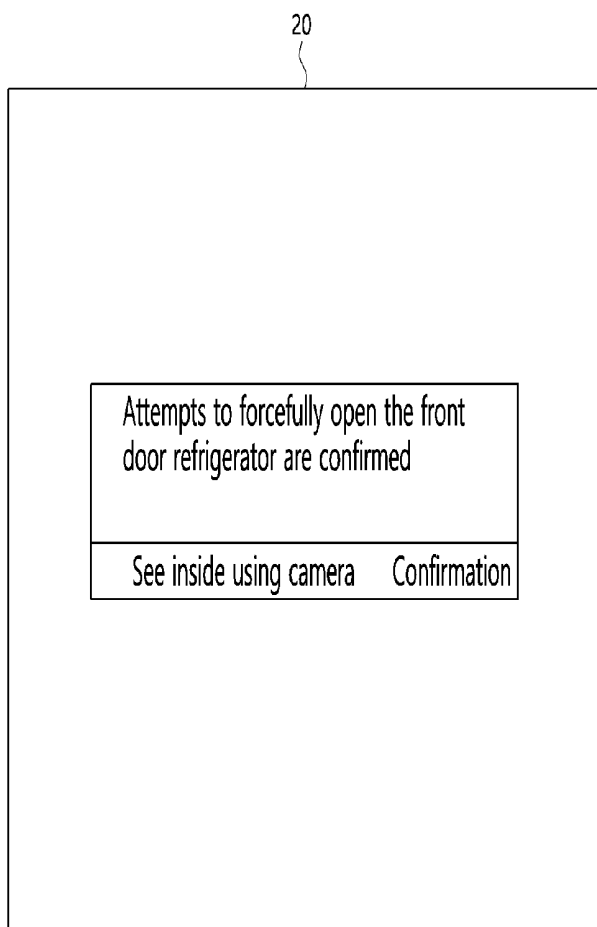 20
Attempts to forcefully open the front
door refrigerator are confirmed
See inside using camera Confirmation